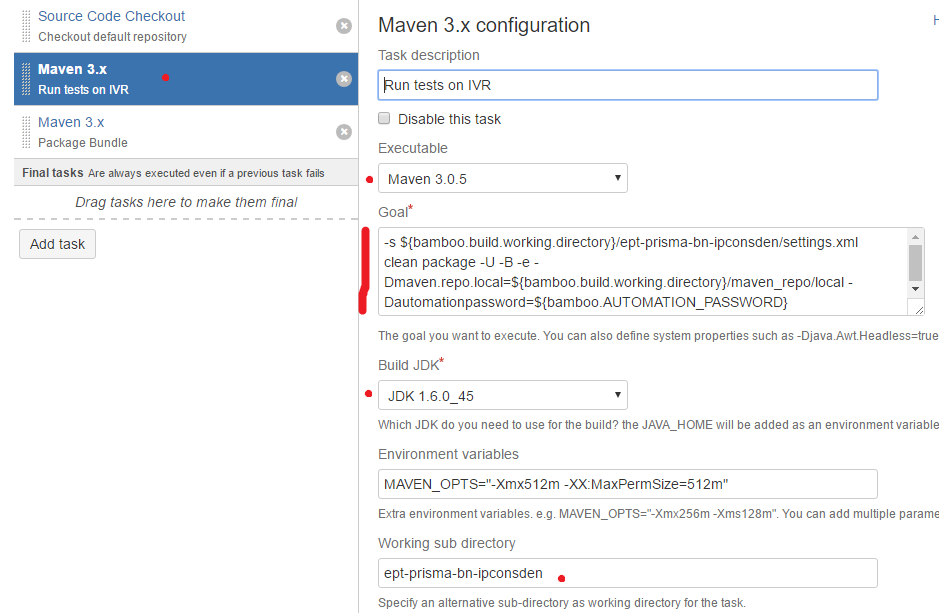 Source Code Checkout
Checkout default repository
Maven 3.x
Run tests on IVR
Maven 3.x
Package Bundle
Final tasks Are always executed even if a previous task fails
Drag tasks here to make them final
Add task
Maven 3.x configuration
Task description
Run tests on IVR
Disable this task
Executable
Maven 3.0.5
Goal*
-s ${bamboo.build.working.directory}/ept-prisma-bn-ipconsden/settings.xml
clean package -U -B -e -
Dmaven.repo.local=${bamboo.build.working.directory}/maven_repo/local -
Dautomationpassword=${bamboo.AUTOMATION_PASSWORD}
The goal you want to execute. You can also define system properties such as -Djava.Awt.Headless=true
Build JDK*
JDK 1.6.0_45
Which JDK do you need to use for the build? the JAVA_HOME will be added as an environment variable
Environment variables
MAVEN_OPTS="-Xmx512m -XX:MaxPermSize=512m"
Extra environment variables. e.g. MAVEN_OPTS="-Xmx256m -Xms128m". You can add multiple parame
Working sub directory
ept-prisma-bn-ipconsden
Specify an alternative sub-directory as working directory for the task.